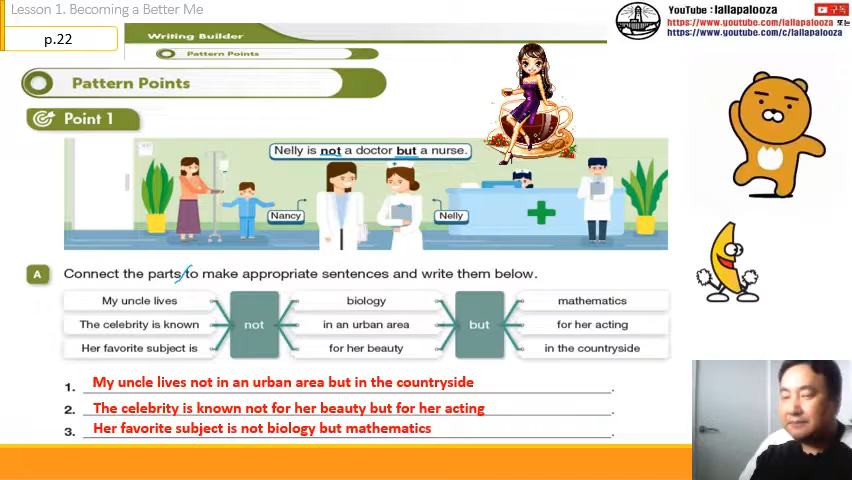 Lesson 1. Becoming a Better Me
YouTube : lallapalooza
구독
https://www.youtube.com/lallapalooza 또는
https://www.youtube.com/c/lallapalooza
p.22
Writing Builder
Pattern Points
Pattern Points
Point 1
Nelly is not a doctor but a nurse.
Nancy
Nelly
A Connect the parts to make appropriate sentences and write them below.
My uncle lives biology mathematics
The celebrity is known not in an urban area but for her acting
Her favorite subject is for her beauty in the countryside
1. My uncle lives not in an urban area but in the countryside .
2. The celebrity is known not for her beauty but for her acting .
3. Her favorite subject is not biology but mathematics .